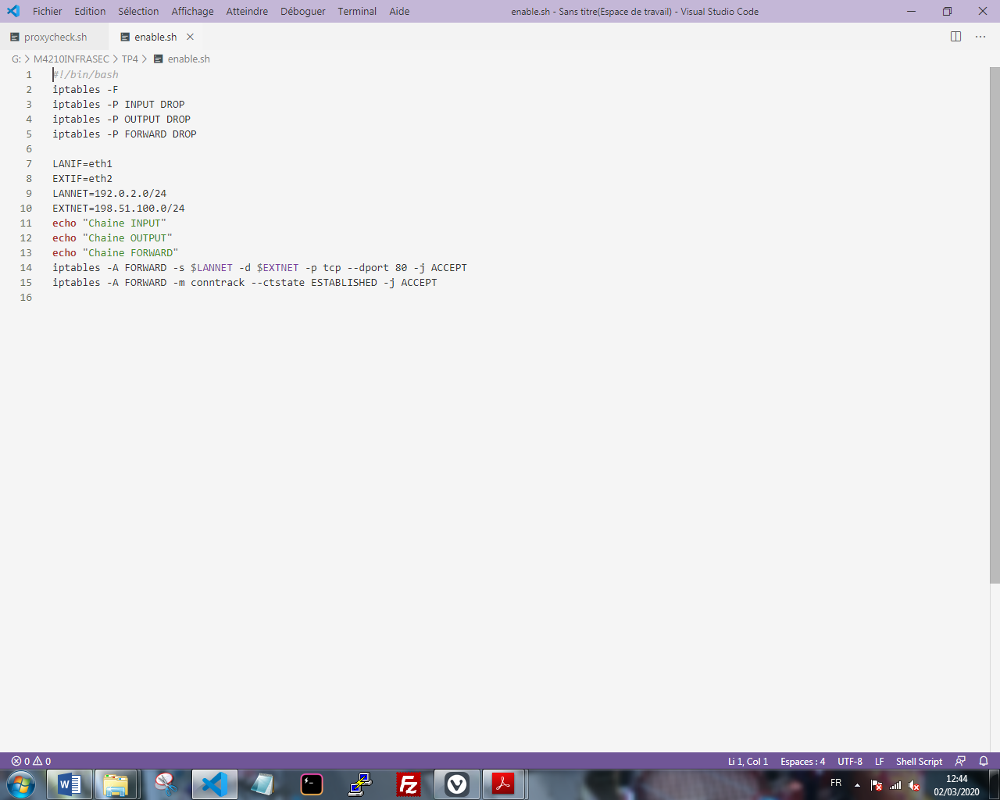 Fichier Edition Sélection Affichage Atteindre Déboguer Terminal Aide enable.sh - Sans titre(Espace de travail) - Visual Studio Code
proxycheck.sh enable.sh
G: > M4210INFRASEC > TP4 > enable.sh
1 #!/bin/bash
2 iptables -F
3 iptables -P INPUT DROP
4 iptables -P OUTPUT DROP
5 iptables -P FORWARD DROP
6
7 LANIF=eth1
8 EXTIF=eth2
9 LANNET=192.0.2.0/24
10 EXTNET=198.51.100.0/24
11 echo "Chaine INPUT"
12 echo "Chaine OUTPUT"
13 echo "Chaine FORWARD"
14 iptables -A FORWARD -s $LANNET -d $EXTNET -p tcp --dport 80 -j ACCEPT
15 iptables -A FORWARD -m conntrack --ctstate ESTABLISHED -j ACCEPT
16
0 0 Li 1, Col 1 Espaces : 4 UTF-8 LF Shell Script
FR 12:44
02/03/2020